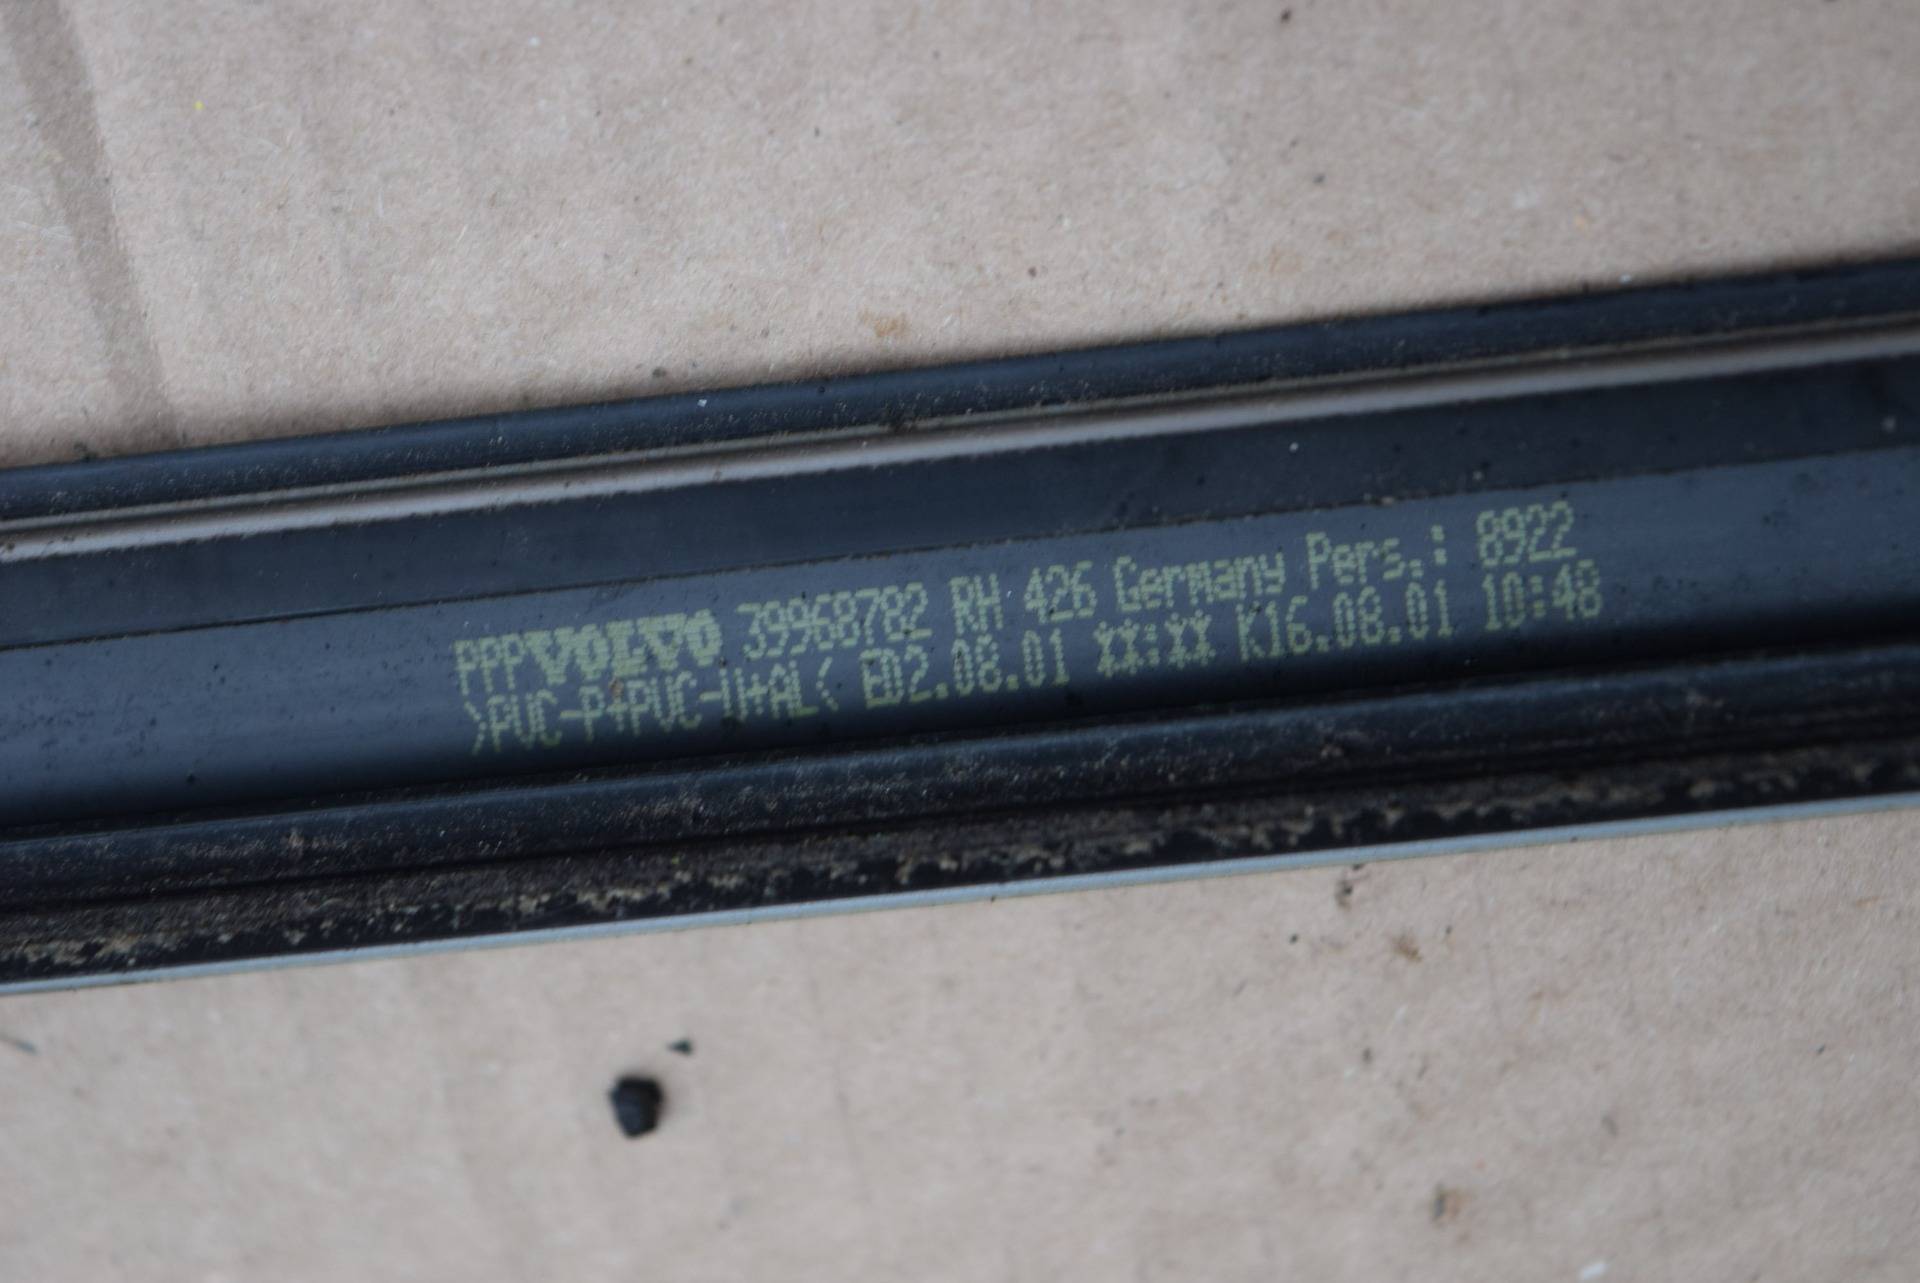 PPPVOLVO 39968782 RH 426 Germany Pers.: 8922
>PVC-P+PVC-U+AL< E02.08.01 **:** K16.08.01 10:48